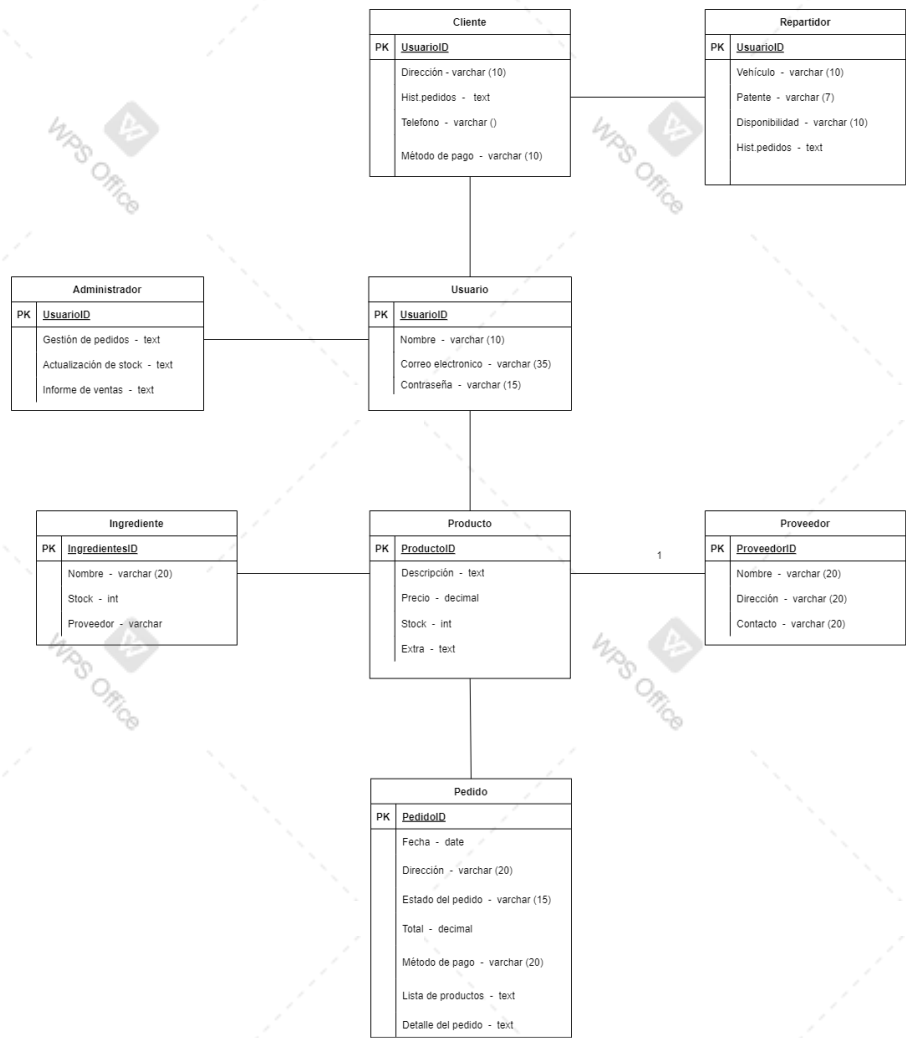 Cliente
PK UsuarioID
Dirección - varchar (10)
Hist.pedidos - text
Telefono - varchar ()
Método de pago - varchar (10)
Repartidor
PK UsuarioID
Vehículo - varchar (10)
Patente - varchar (7)
Disponibilidad - varchar (10)
Hist.pedidos - text
WPS Office
WPS Office
Administrador
PK UsuarioID
Gestión de pedidos - text
Actualización de stock - text
Informe de ventas - text
Usuario
PK UsuarioID
Nombre - varchar (10)
Correo electronico - varchar (35)
Contraseña - varchar (15)
Ingrediente
PK IngredientesID
Nombre - varchar (20)
Stock - int
Proveedor - varchar
Producto
PK ProductoID
Descripción - text
Precio - decimal
Stock - int
Extra - text
1
Proveedor
PK ProveedorID
Nombre - varchar (20)
Dirección - varchar (20)
Contacto - varchar (20)
WPS Office
WPS Office
Pedido
PK PedidoID
Fecha - date
Dirección - varchar (20)
Estado del pedido - varchar (15)
Total - decimal
Método de pago - varchar (20)
Lista de productos - text
Detalle del pedido - text